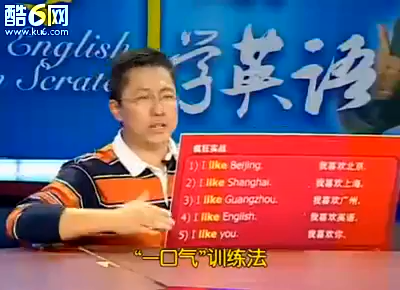 酷6网
www.ku6.com
English
Scratc
学英语
疯狂实战
1) I like Beijing. 我喜欢北京.
2) I like Shanghai. 我喜欢上海.
3) I like Guangzhou. 我喜欢广州.
4) I like English. 我喜欢英语.
5) I like you. 我喜欢你.
“一口气”训练法